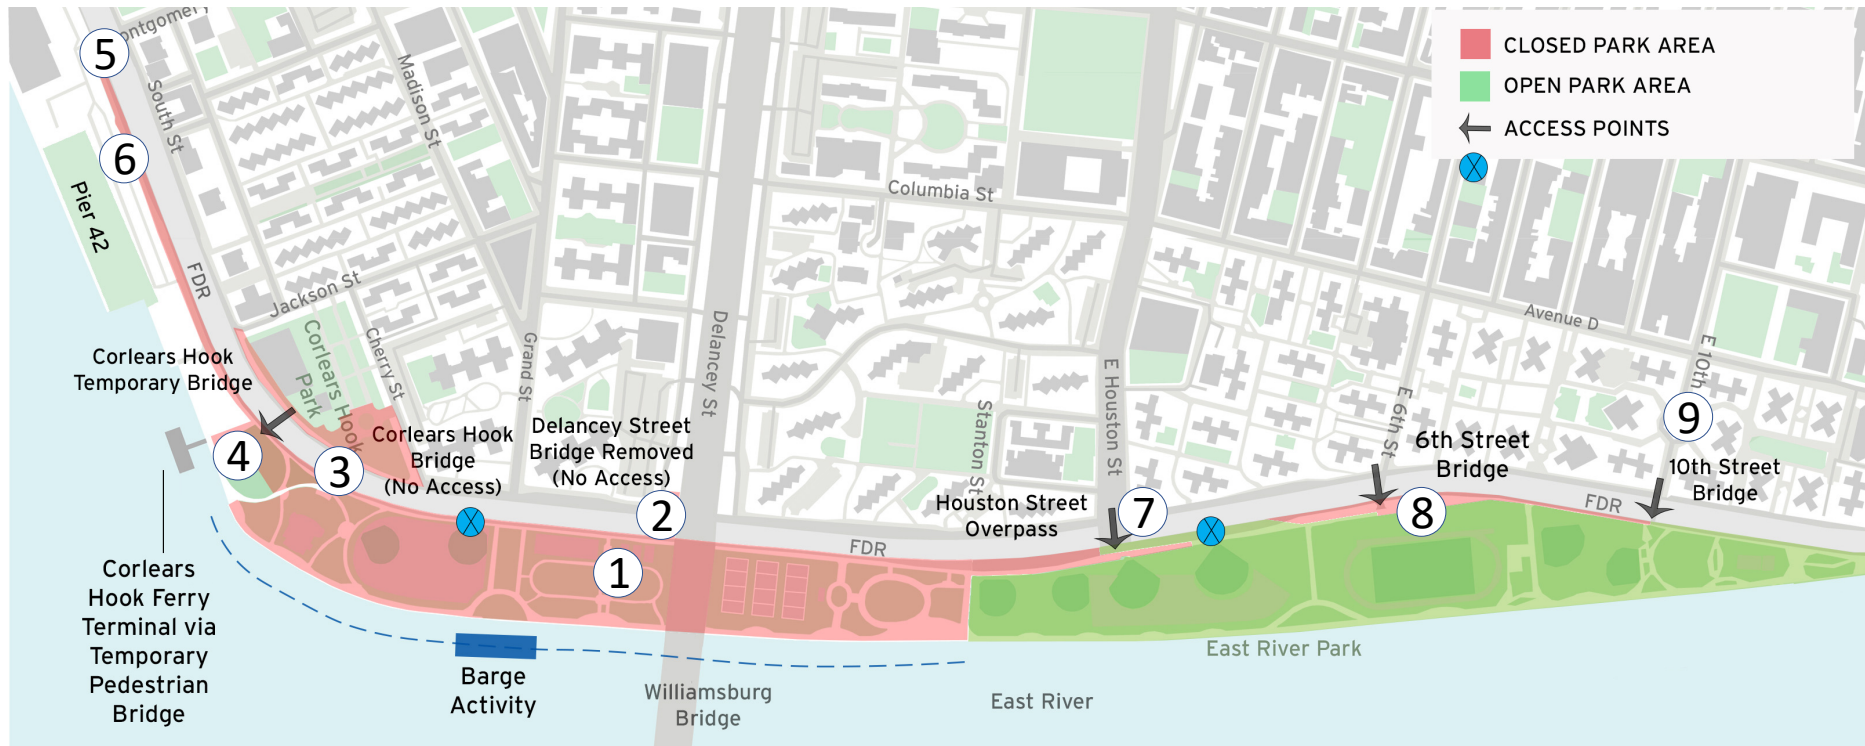 ontgomery
5
South St
Madison St
6
Pier 42
FDR
Jackson St
Corlears Hook
Park
Cherry St
Grand St
Delancey St
Columbia St
Stanton St
E Houston St
Avenue D
E 6th St
E 10th
CLOSED PARK AREA
OPEN PARK AREA
ACCESS POINTS
Corlears Hook
Temporary Bridge
4
3
Corlears Hook
Bridge
(No Access)
Delancey Street
Bridge Removed
(No Access)
2
1
FDR
Houston Street
Overpass
7
6th Street
Bridge
8
FDR
9
10th Street
Bridge
Corlears
Hook Ferry
Terminal via
Temporary
Pedestrian
Bridge
Barge
Activity
Williamsburg
Bridge
East River
East River Park